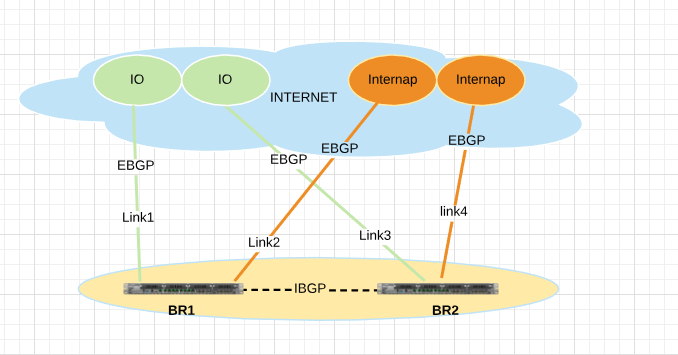 IO
IO
Internap
Internap
INTERNET
EBGP
EBGP
EBGP
EBGP
Link1
Link2
Link3
link4
IBGP
BR1
BR2